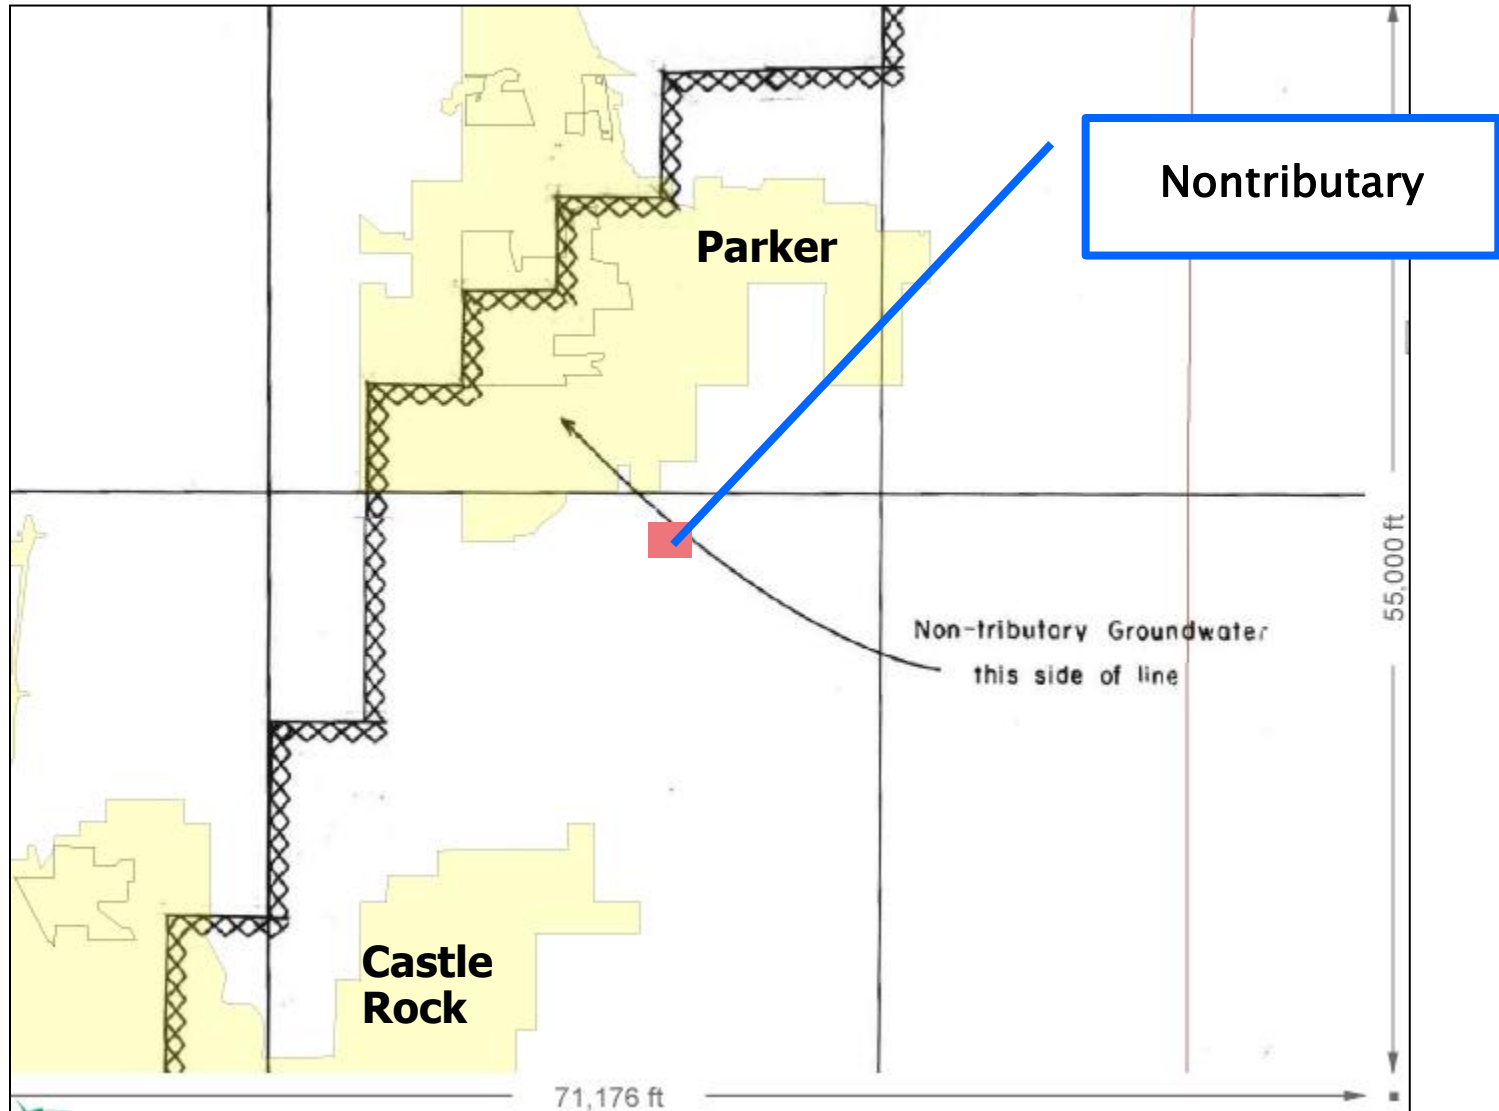 Nontributary
Parker
55,000 ft
Non-tributary Groundwater
this side of line
Castle
Rock
71,176 ft